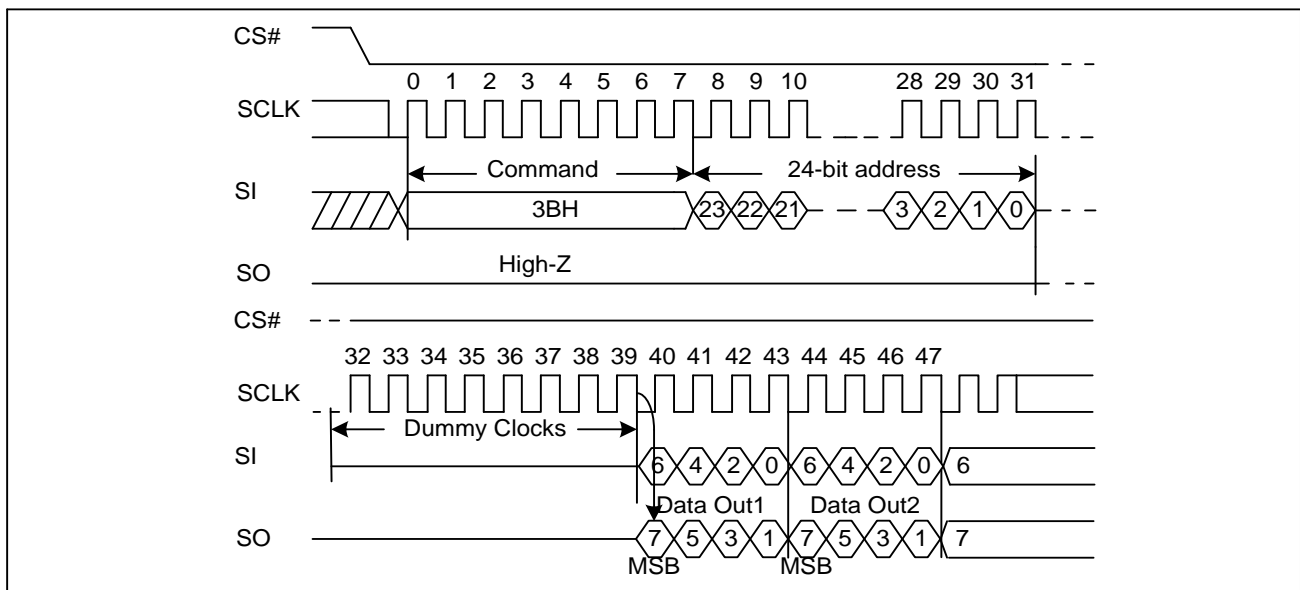 CS#
0 1 2 3 4 5 6 7 8 9 10 28 29 30 31
SCLK
Command 24-bit address
SI
3BH 23 22 21 3 2 1 0
High-Z
SO
CS#
32 33 34 35 36 37 38 39 40 41 42 43 44 45 46 47
SCLK
Dummy Clocks
SI
6 4 2 0 6 4 2 0 6
Data Out1 Data Out2
SO
7 5 3 1 7 5 3 1 7
MSB MSB